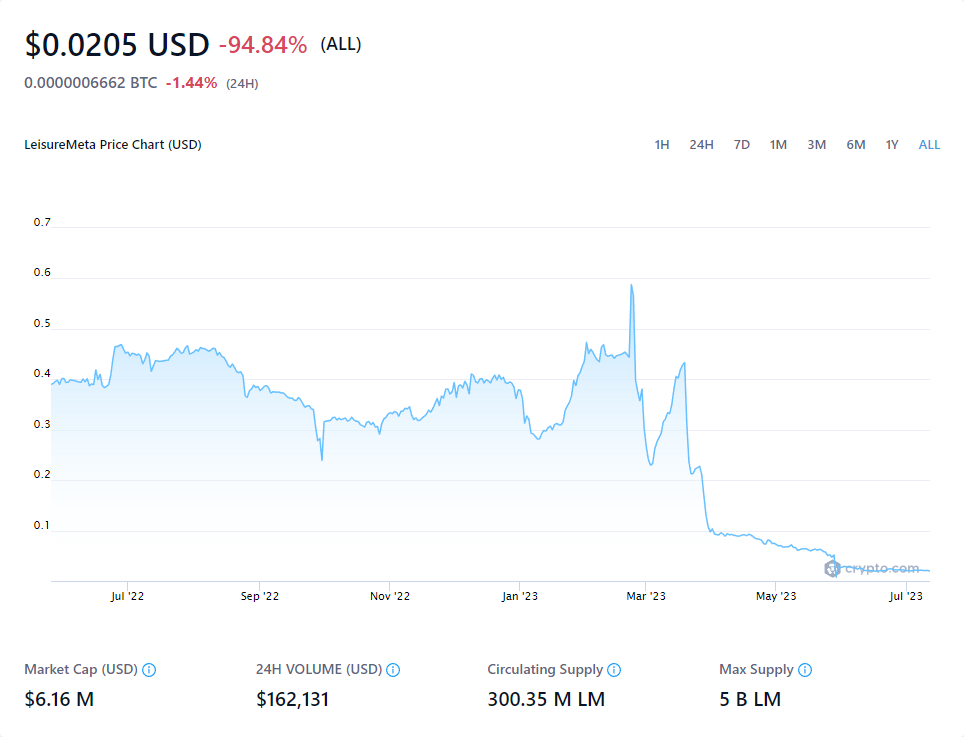 $0.0205 USD -94.84% (ALL)
0.0000006662 BTC -1.44% (24H)
LeisureMeta Price Chart (USD) 1H 24H 7D 1M 3M 6M 1Y ALL
0.7
0.6
0.5
0.4
0.3
0.2
0.1
crypto.com
Jul '22 Sep '22 Nov '22 Jan '23 Mar '23 May '23 Jul '23
Market Cap (USD) 24H VOLUME (USD) Circulating Supply Max Supply
$6.16 M $162,131 300.35 M LM 5 B LM